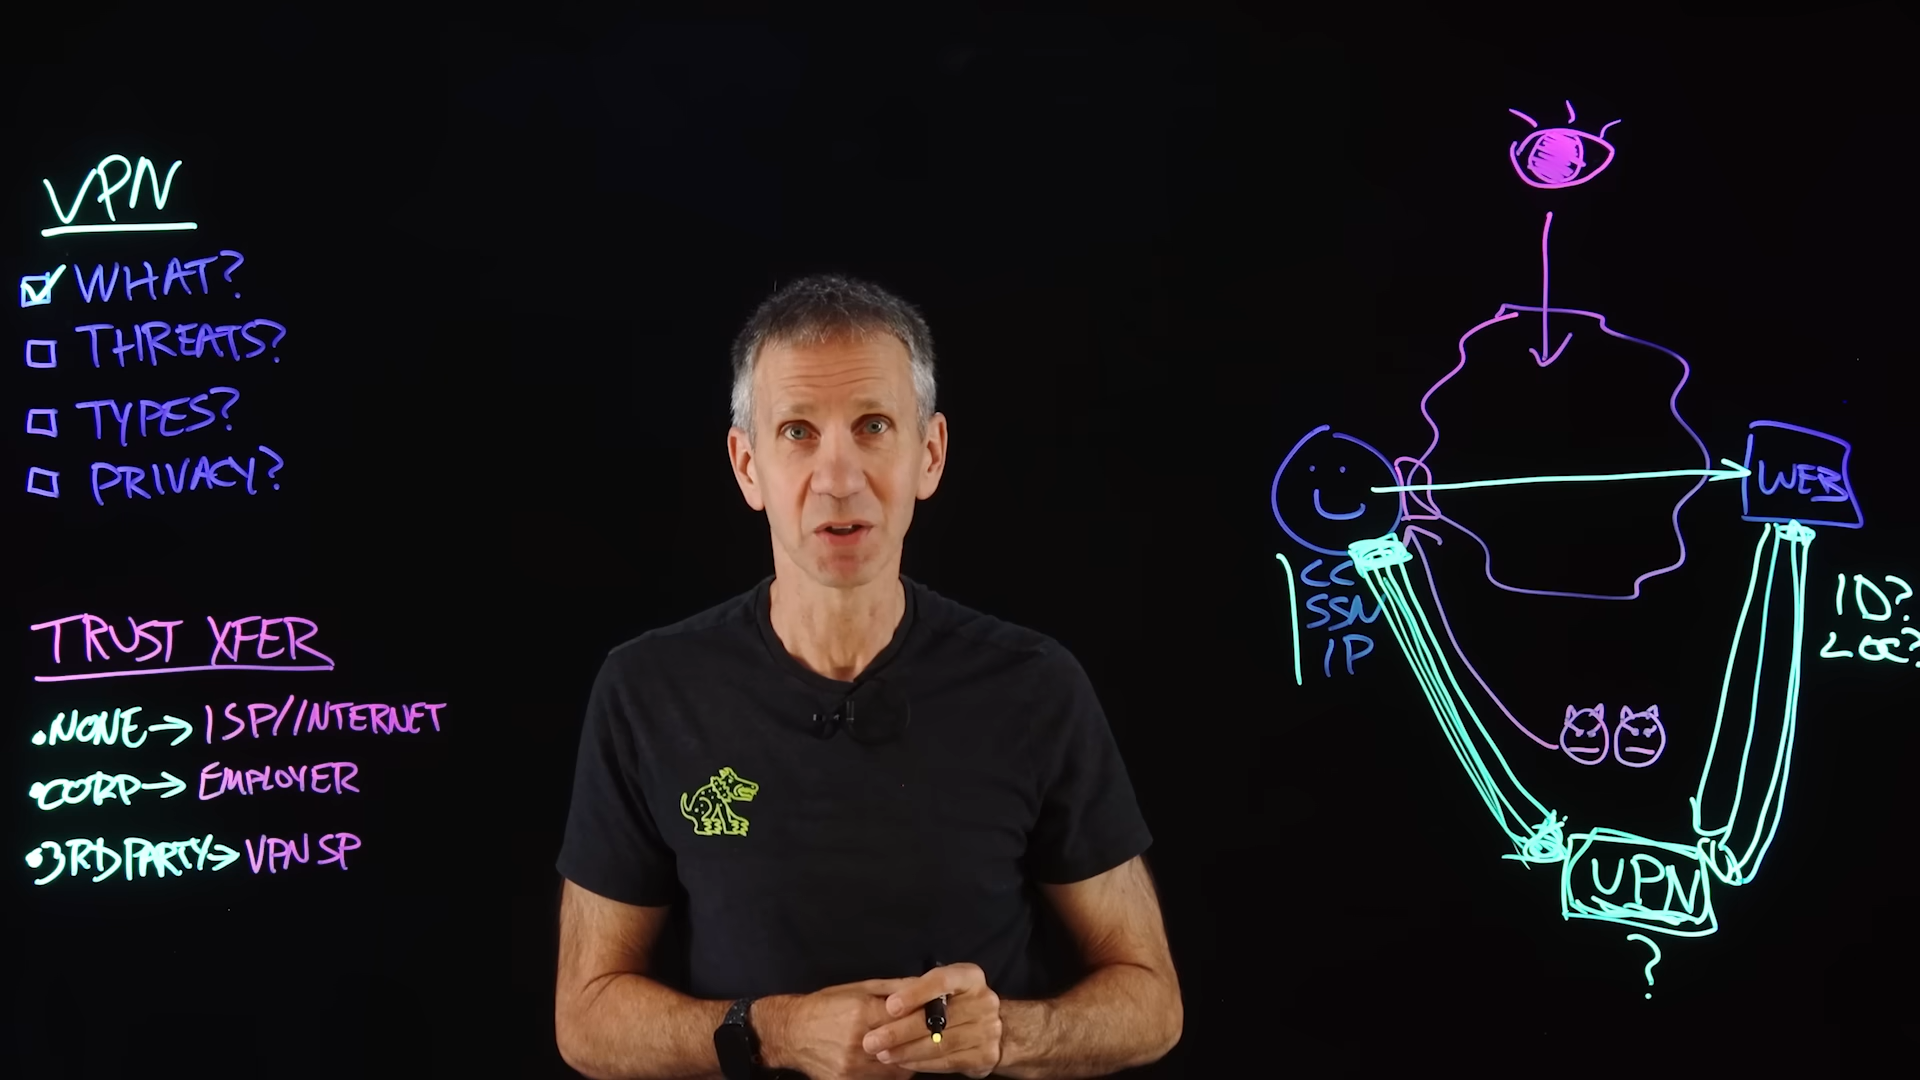 VPN
WHAT?
THREATS?
TYPES?
PRIVACY?
TRUST XFER
NONE → ISP/INTERNET
CORP → EMPLOYER
3RD PARTY → VPN SP
WEB
CC
SSN
IP
ID?
LOC?
VPN
?